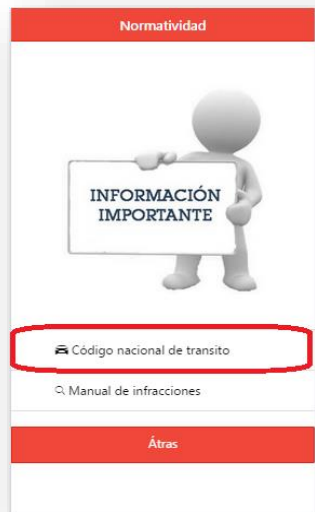 Normatividad
INFORMACIÓN
IMPORTANTE
Código nacional de transito
Manual de infracciones
Átras